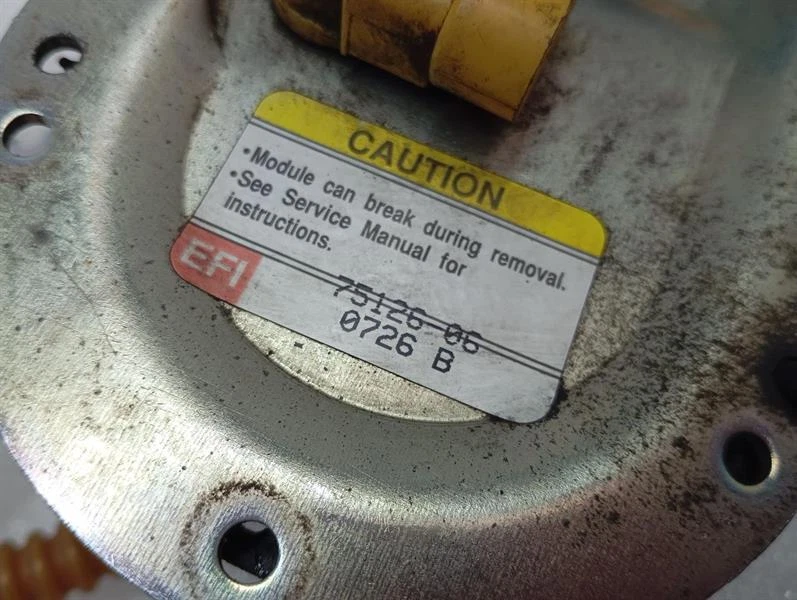 CAUTION
•Module can break during removal.
•See Service Manual for
instructions.
EFI
75126-06
0726 B